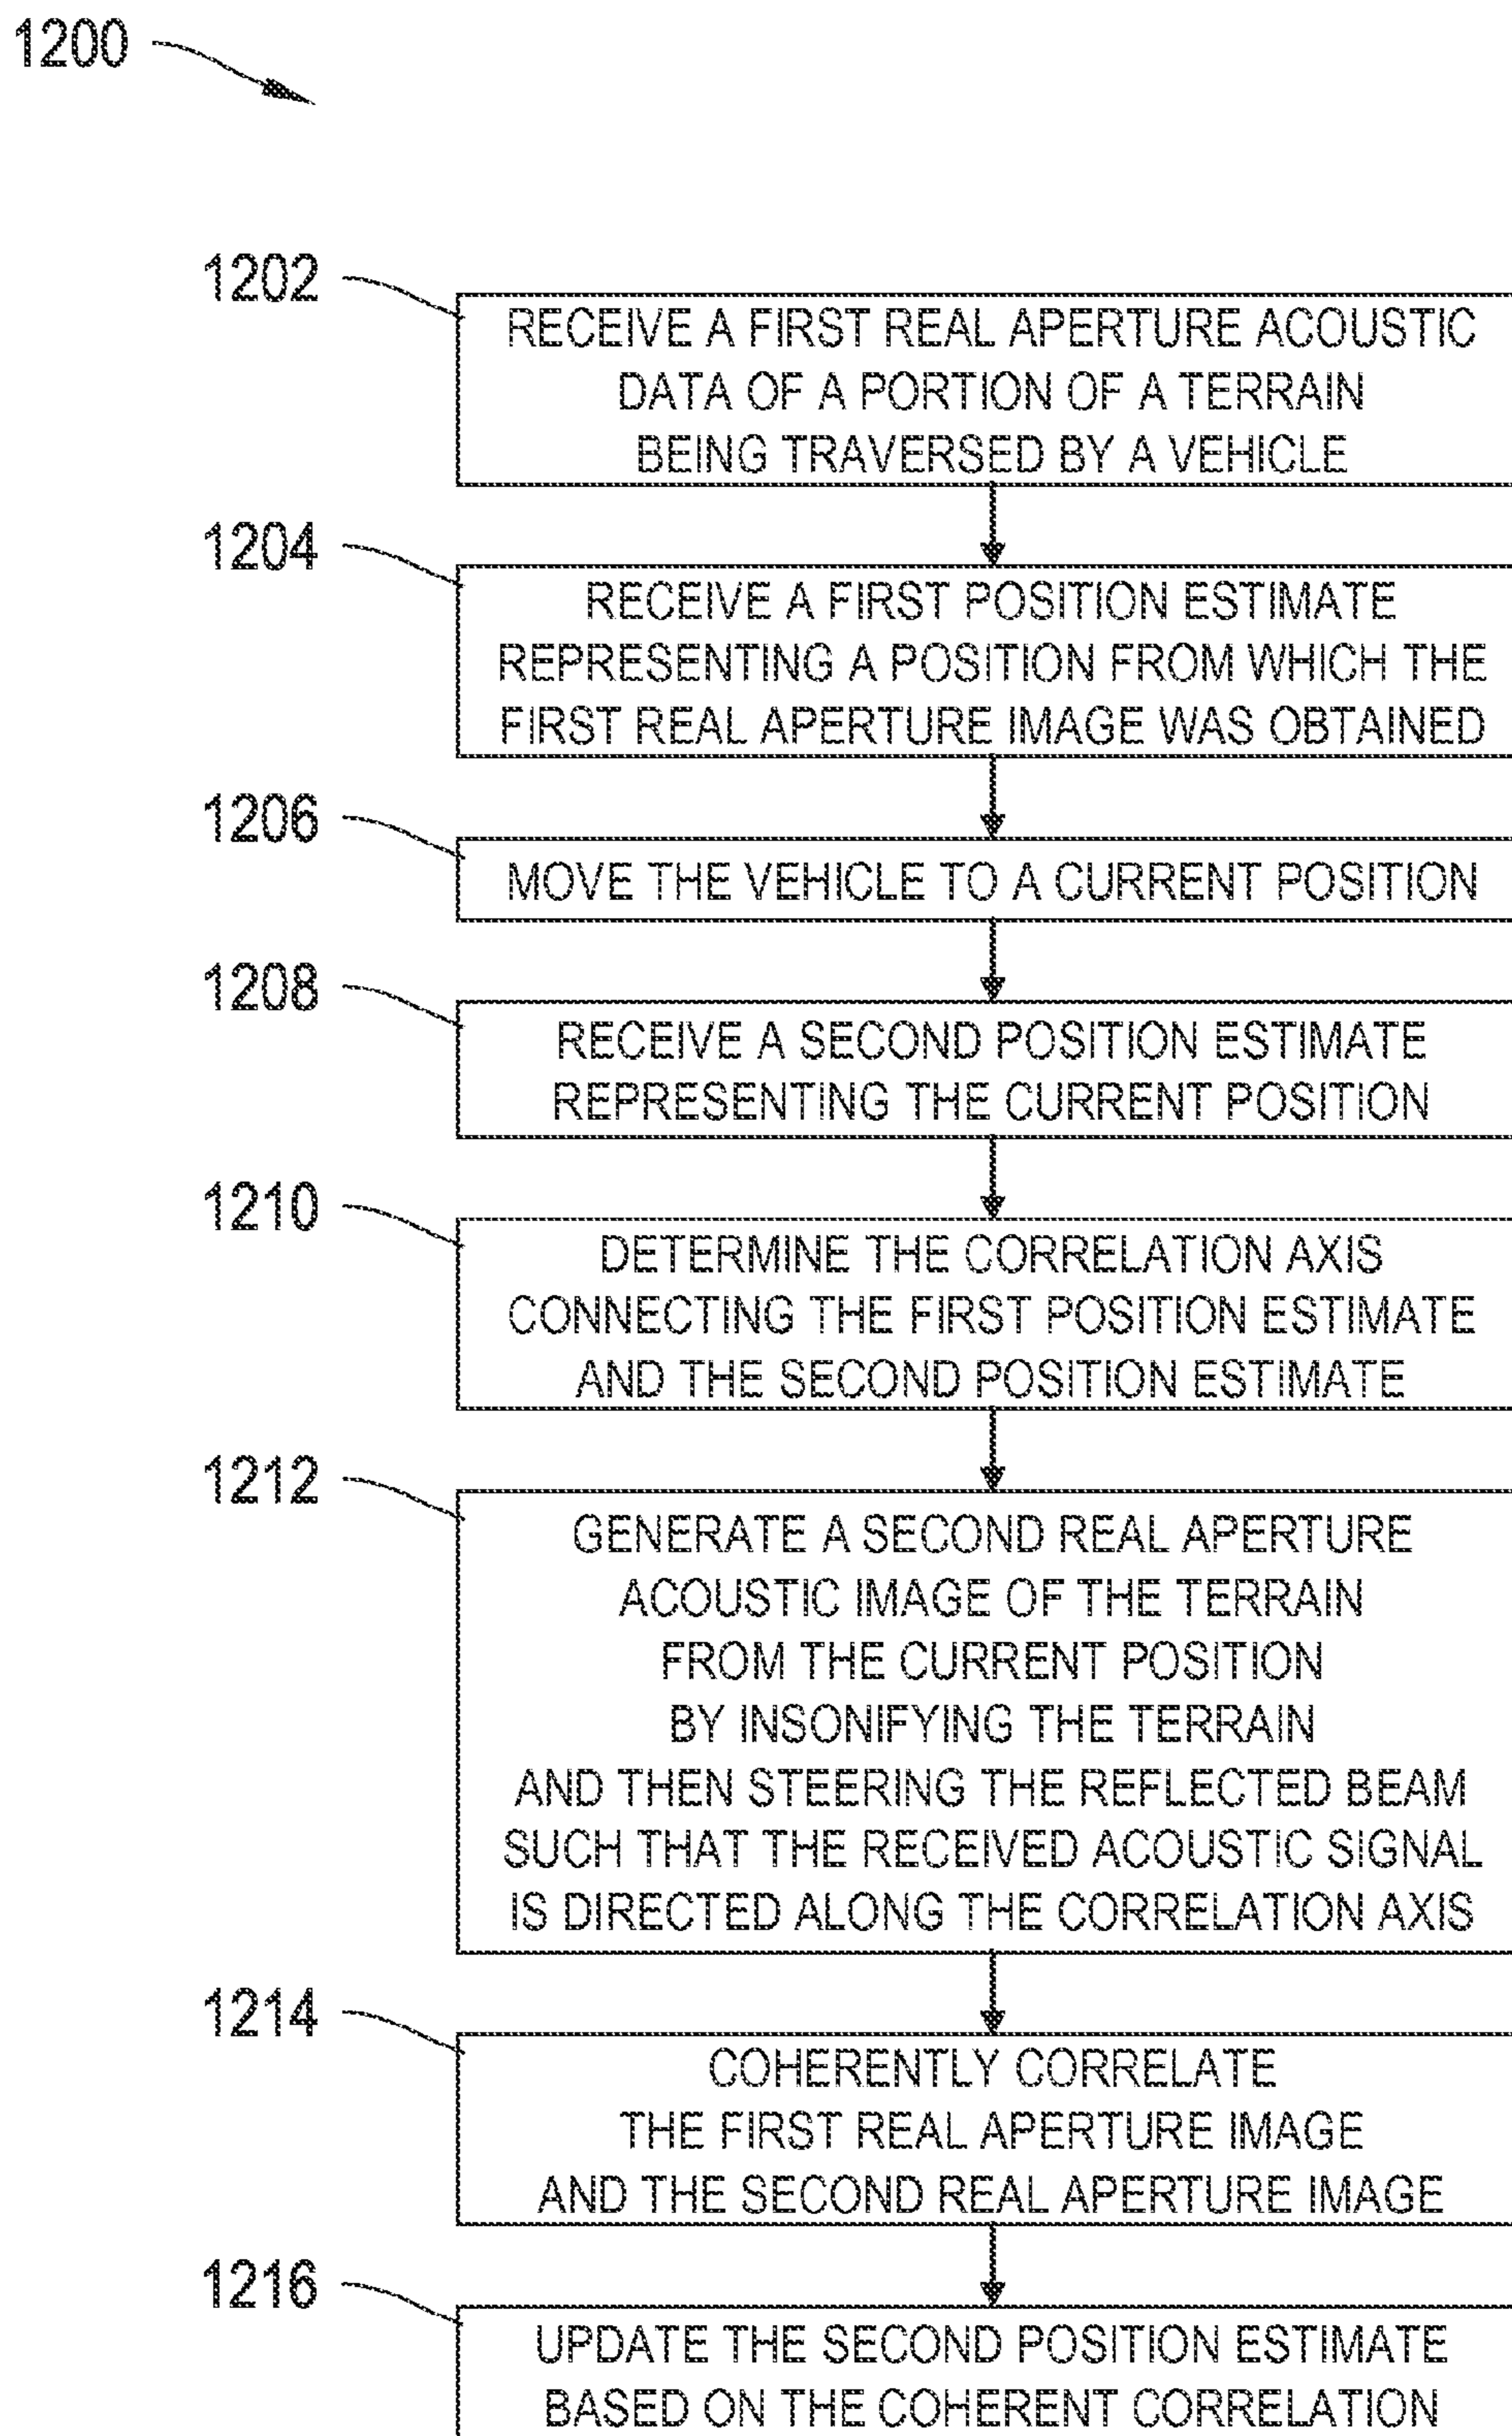 1200
1202
RECEIVE A FIRST REAL APERTURE ACOUSTIC
DATA OF A PORTION OF A TERRAIN
BEING TRAVERSED BY A VEHICLE
1204
RECEIVE A FIRST POSITION ESTIMATE
REPRESENTING A POSITION FROM WHICH THE
FIRST REAL APERTURE IMAGE WAS OBTAINED
1206
MOVE THE VEHICLE TO A CURRENT POSITION
1208
RECEIVE A SECOND POSITION ESTIMATE
REPRESENTING THE CURRENT POSITION
1210
DETERMINE THE CORRELATION AXIS
CONNECTING THE FIRST POSITION ESTIMATE
AND THE SECOND POSITION ESTIMATE
1212
GENERATE A SECOND REAL APERTURE
ACOUSTIC IMAGE OF THE TERRAIN
FROM THE CURRENT POSITION
BY INSONIFYING THE TERRAIN
AND THEN STEERING THE REFLECTED BEAM
SUCH THAT THE RECEIVED ACOUSTIC SIGNAL
IS DIRECTED ALONG THE CORRELATION AXIS
1214
COHERENTLY CORRELATE
THE FIRST REAL APERTURE IMAGE
AND THE SECOND REAL APERTURE IMAGE
1216
UPDATE THE SECOND POSITION ESTIMATE
BASED ON THE COHERENT CORRELATION